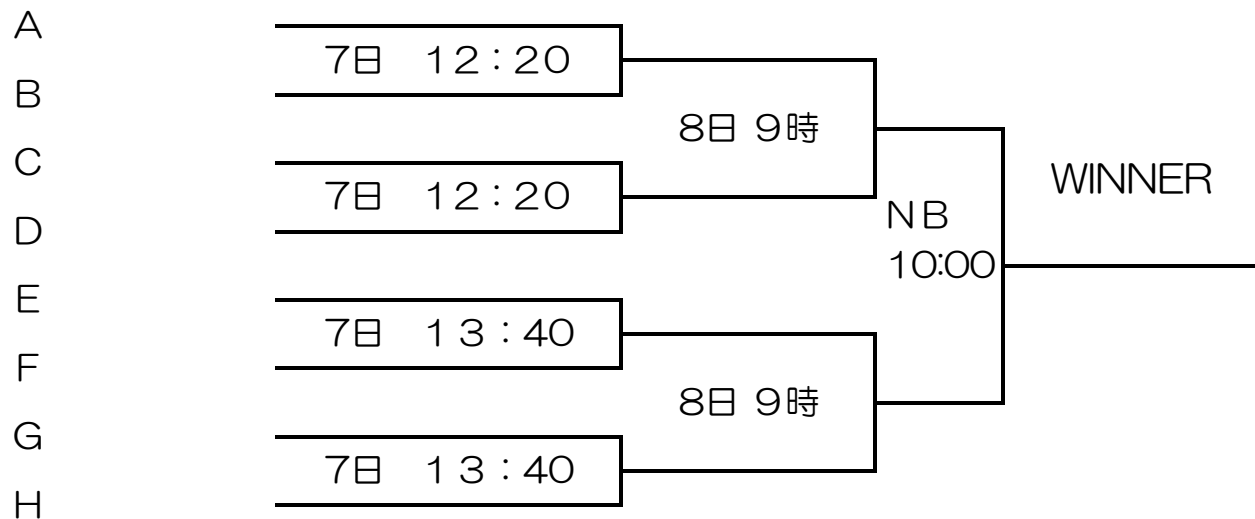 A
7日　１２：２０
B
8日 ９時
C
7日　１２：２０
WINNER
D
ＮＢ
10:00
E
7日　１３：４０
F
8日 ９時
G
7日　１３：４０
H